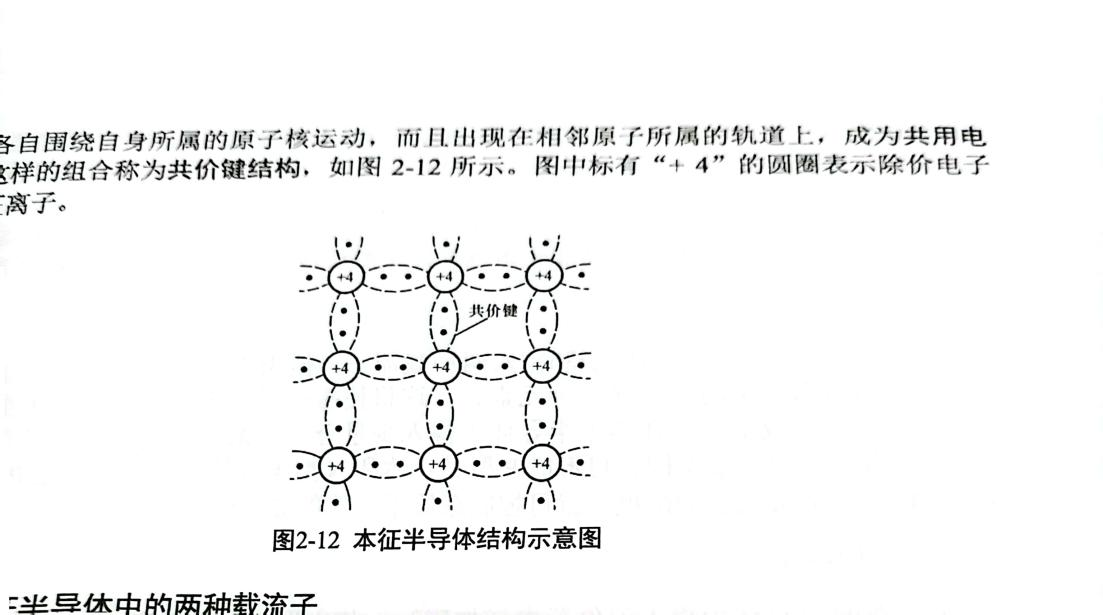 各自围绕自身所属的原子核运动，而且出现在相邻原子所属的轨道上，成为共用电
这样的组合称为共价键结构，如图 2-12 所示。图中标有“+ 4”的圆圈表示除价电子
离子。
+4 +4 +4
共价键
+4 +4 +4
+4 +4 +4
图2-12 本征半导体结构示意图
半导体中的两种载流子